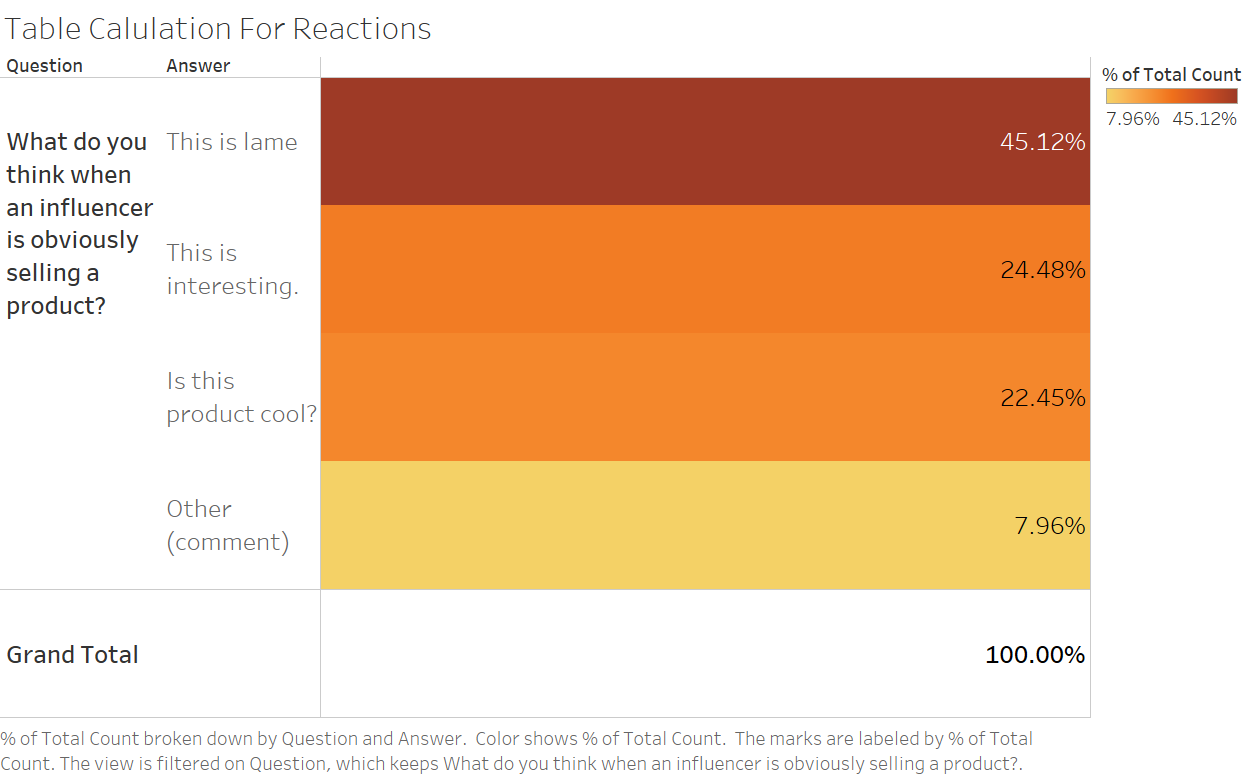 Table Calulation For Reactions
Question Answer
% of Total Count
7.96% 45.12%
What do you
think when
an influencer
is obviously
selling a
product?
This is lame
45.12%
This is
interesting.
24.48%
Is this
product cool?
22.45%
Other
(comment)
7.96%
Grand Total
100.00%
% of Total Count broken down by Question and Answer.  Color shows % of Total Count.  The marks are labeled by % of Total
Count. The view is filtered on Question, which keeps What do you think when an influencer is obviously selling a product?.